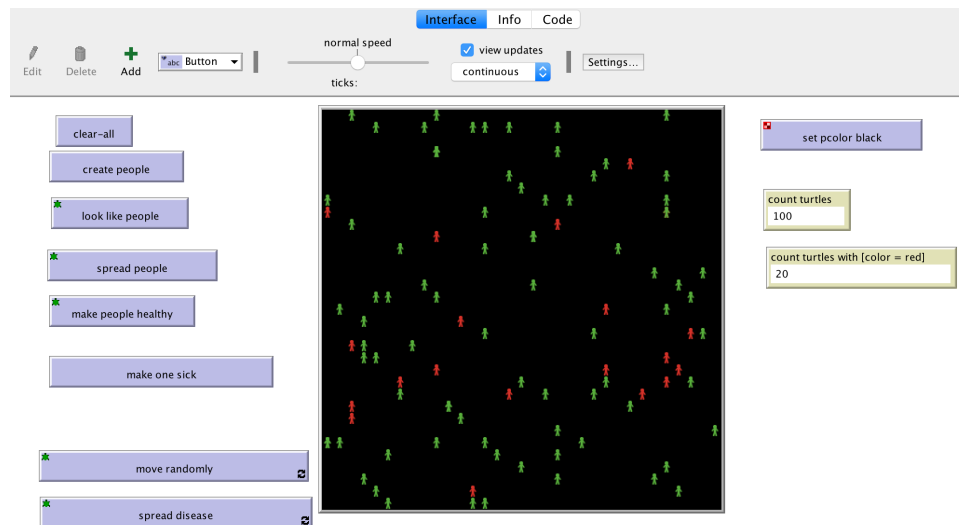 Interface Info Code
normal speed
view updates
Edit Delete Add abc Button continuous Settings...
ticks:
clear-all
create people
look like people
spread people
make people healthy
make one sick
move randomly
spread disease
set pcolor black
count turtles
100
count turtles with [color = red]
20